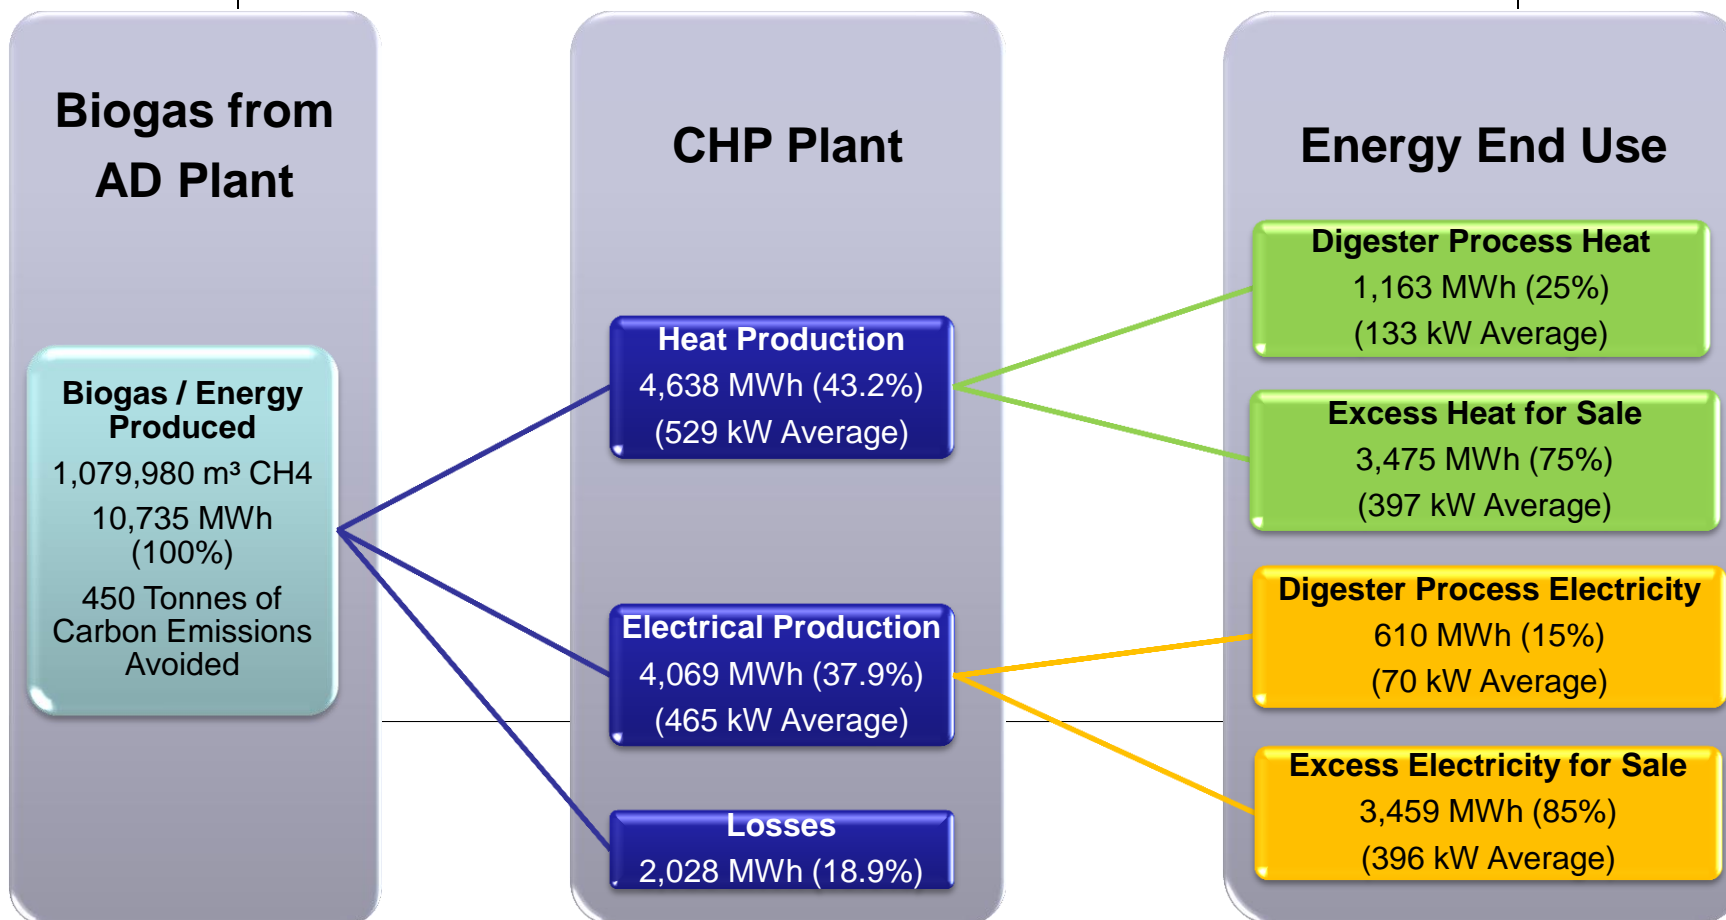 Biogas from
AD Plant
Biogas / Energy
Produced
1,079,980 m³ CH4
10,735 MWh
(100%)
450 Tonnes of
Carbon Emissions
Avoided
CHP Plant
Heat Production
4,638 MWh (43.2%)
(529 kW Average)
Electrical Production
4,069 MWh (37.9%)
(465 kW Average)
Losses
2,028 MWh (18.9%)
Energy End Use
Digester Process Heat
1,163 MWh (25%)
(133 kW Average)
Excess Heat for Sale
3,475 MWh (75%)
(397 kW Average)
Digester Process Electricity
610 MWh (15%)
(70 kW Average)
Excess Electricity for Sale
3,459 MWh (85%)
(396 kW Average)